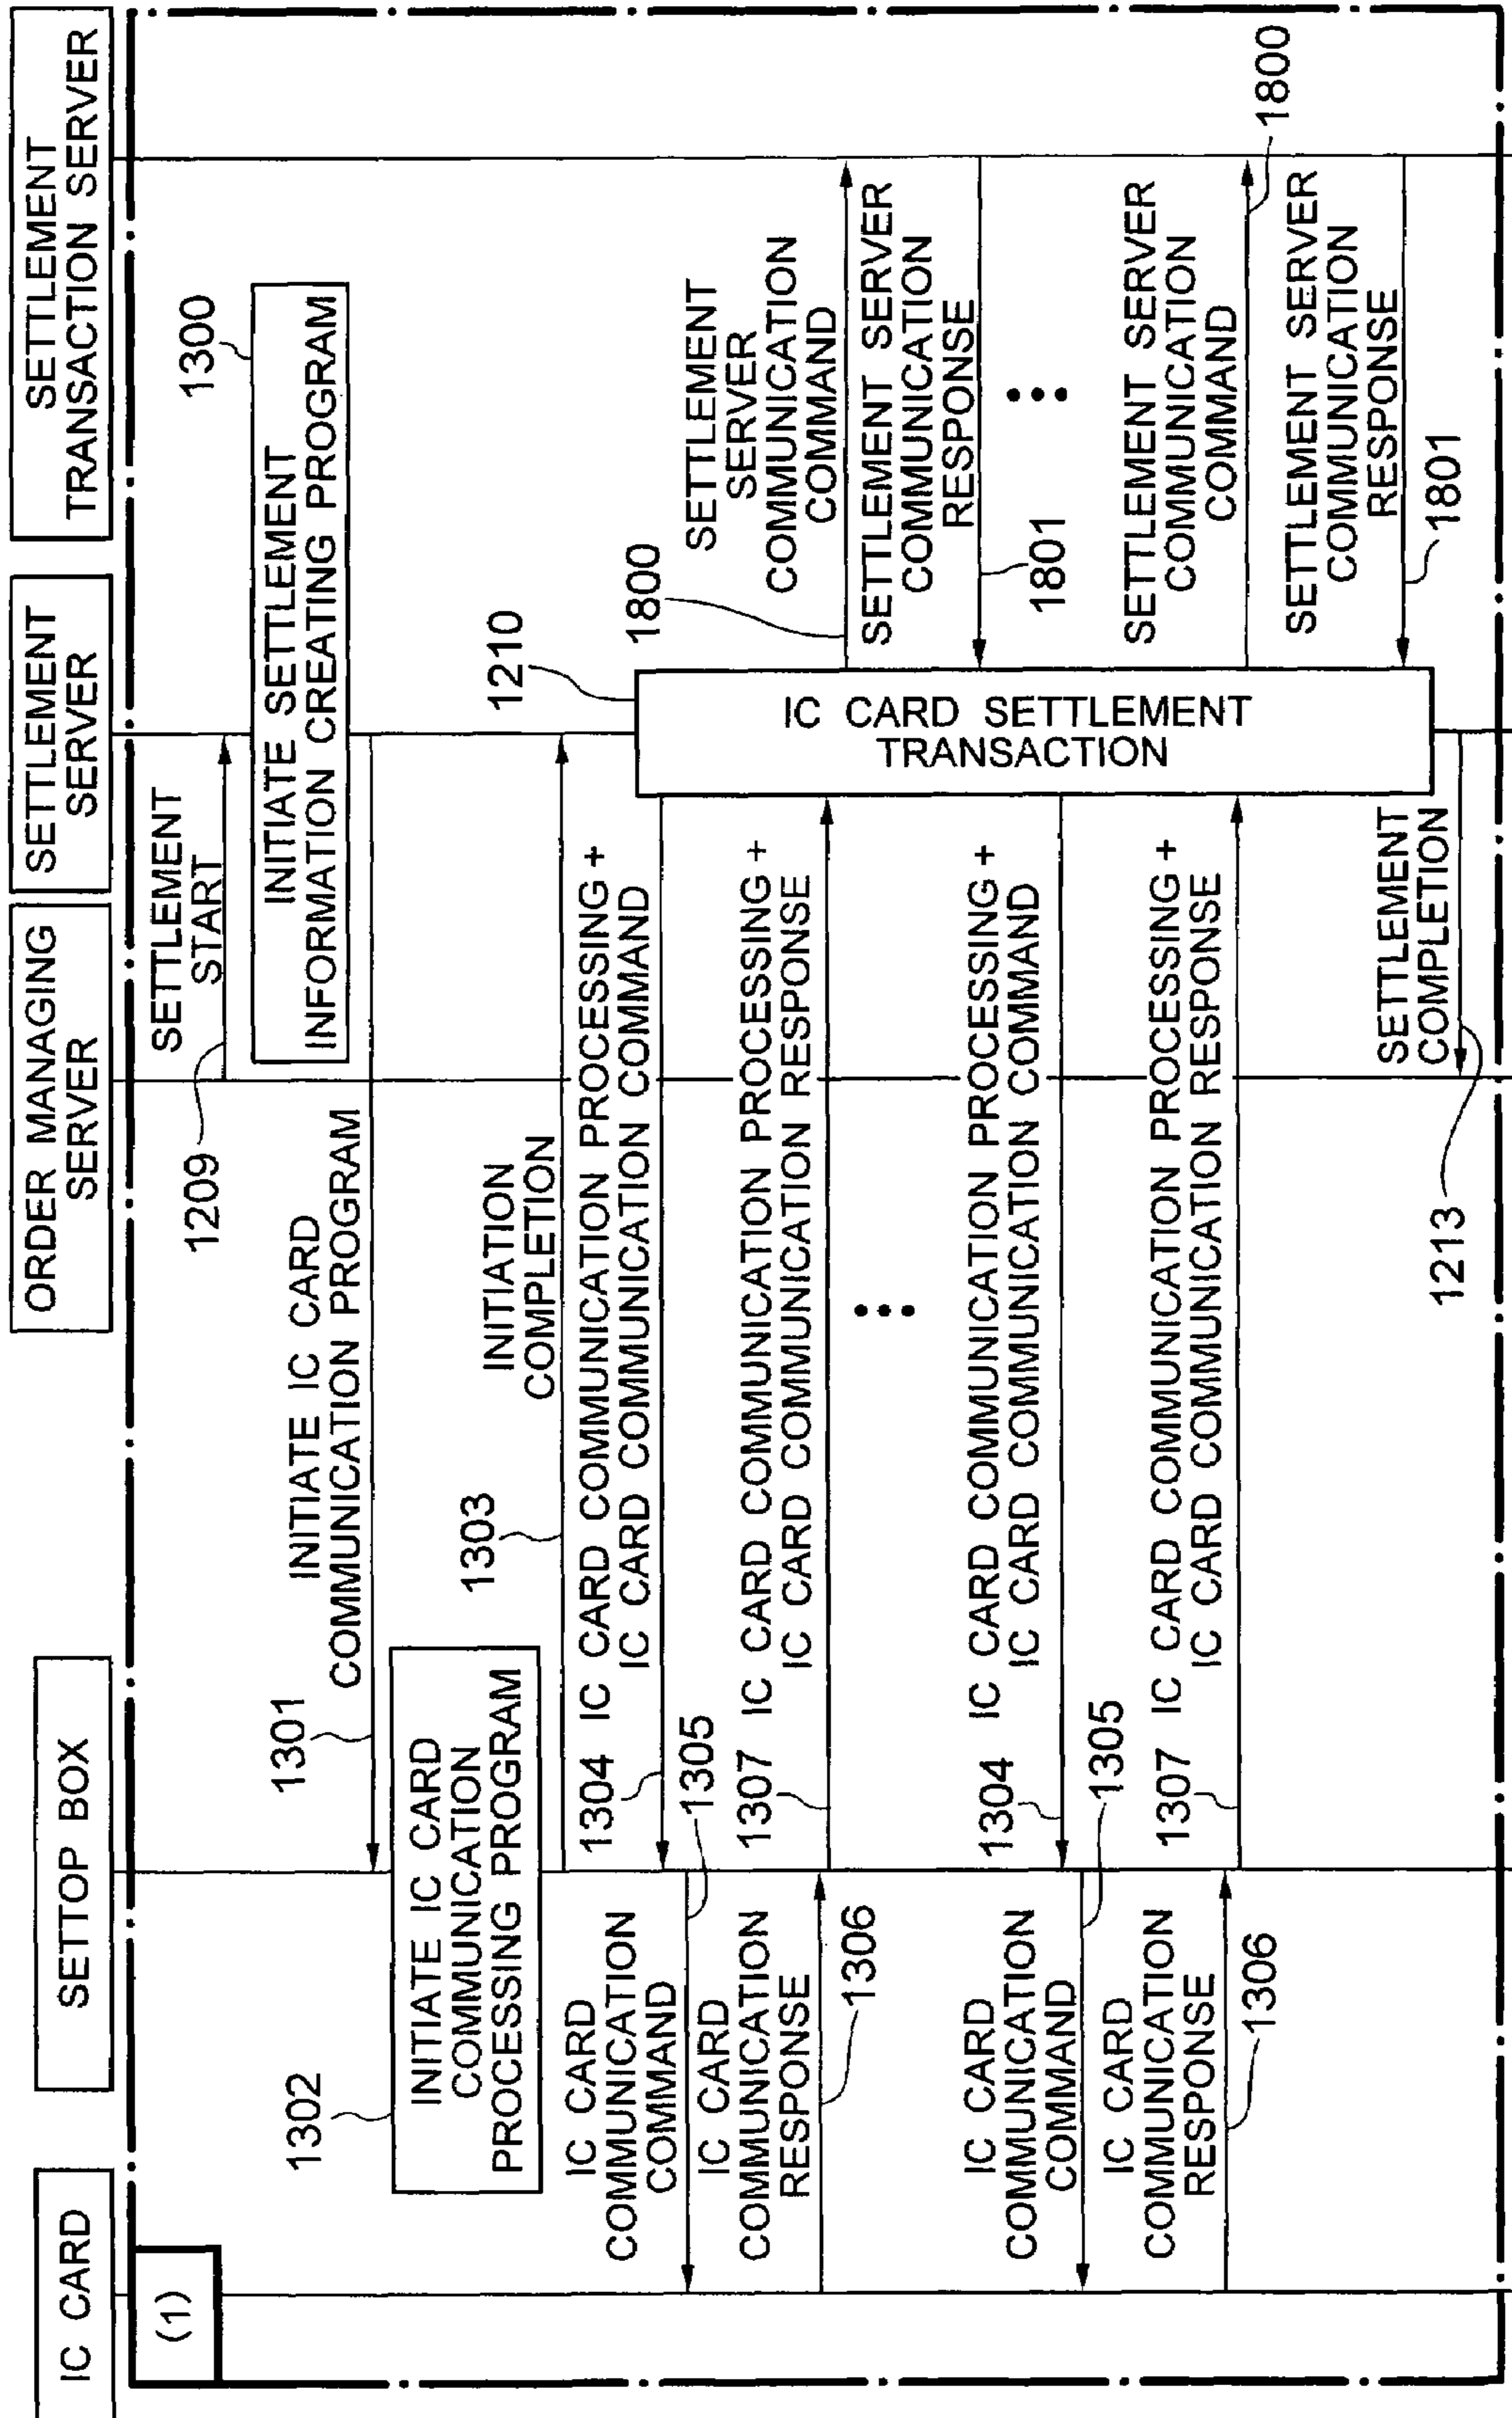 IC CARD
SETTOP BOX
ORDER MANAGING
SERVER
SETTLEMENT
SERVER
SETTLEMENT
TRANSACTION SERVER
(1)
SETTLEMENT
START
1209
1300
INITIATE SETTLEMENT
INFORMATION CREATING PROGRAM
INITIATE IC CARD
COMMUNICATION PROGRAM
1301
1302
INITIATE IC CARD
COMMUNICATION
PROCESSING PROGRAM
INITIATION
COMPLETION
1303
1210
IC CARD SETTLEMENT
TRANSACTION
1304
IC CARD COMMUNICATION PROCESSING +
IC CARD COMMUNICATION COMMAND
IC CARD
COMMUNICATION
COMMAND
1305
IC CARD
COMMUNICATION
RESPONSE
1306
1307
IC CARD COMMUNICATION PROCESSING +
IC CARD COMMUNICATION RESPONSE
1800
SETTLEMENT
SERVER
COMMUNICATION
COMMAND
SETTLEMENT SERVER
COMMUNICATION
RESPONSE
1801
1304
IC CARD COMMUNICATION PROCESSING +
IC CARD COMMUNICATION COMMAND
IC CARD
COMMUNICATION
COMMAND
1305
IC CARD
COMMUNICATION
RESPONSE
1306
1307
IC CARD COMMUNICATION PROCESSING +
IC CARD COMMUNICATION RESPONSE
SETTLEMENT SERVER
COMMUNICATION
COMMAND
1800
SETTLEMENT SERVER
COMMUNICATION
RESPONSE
1801
SETTLEMENT
COMPLETION
1213